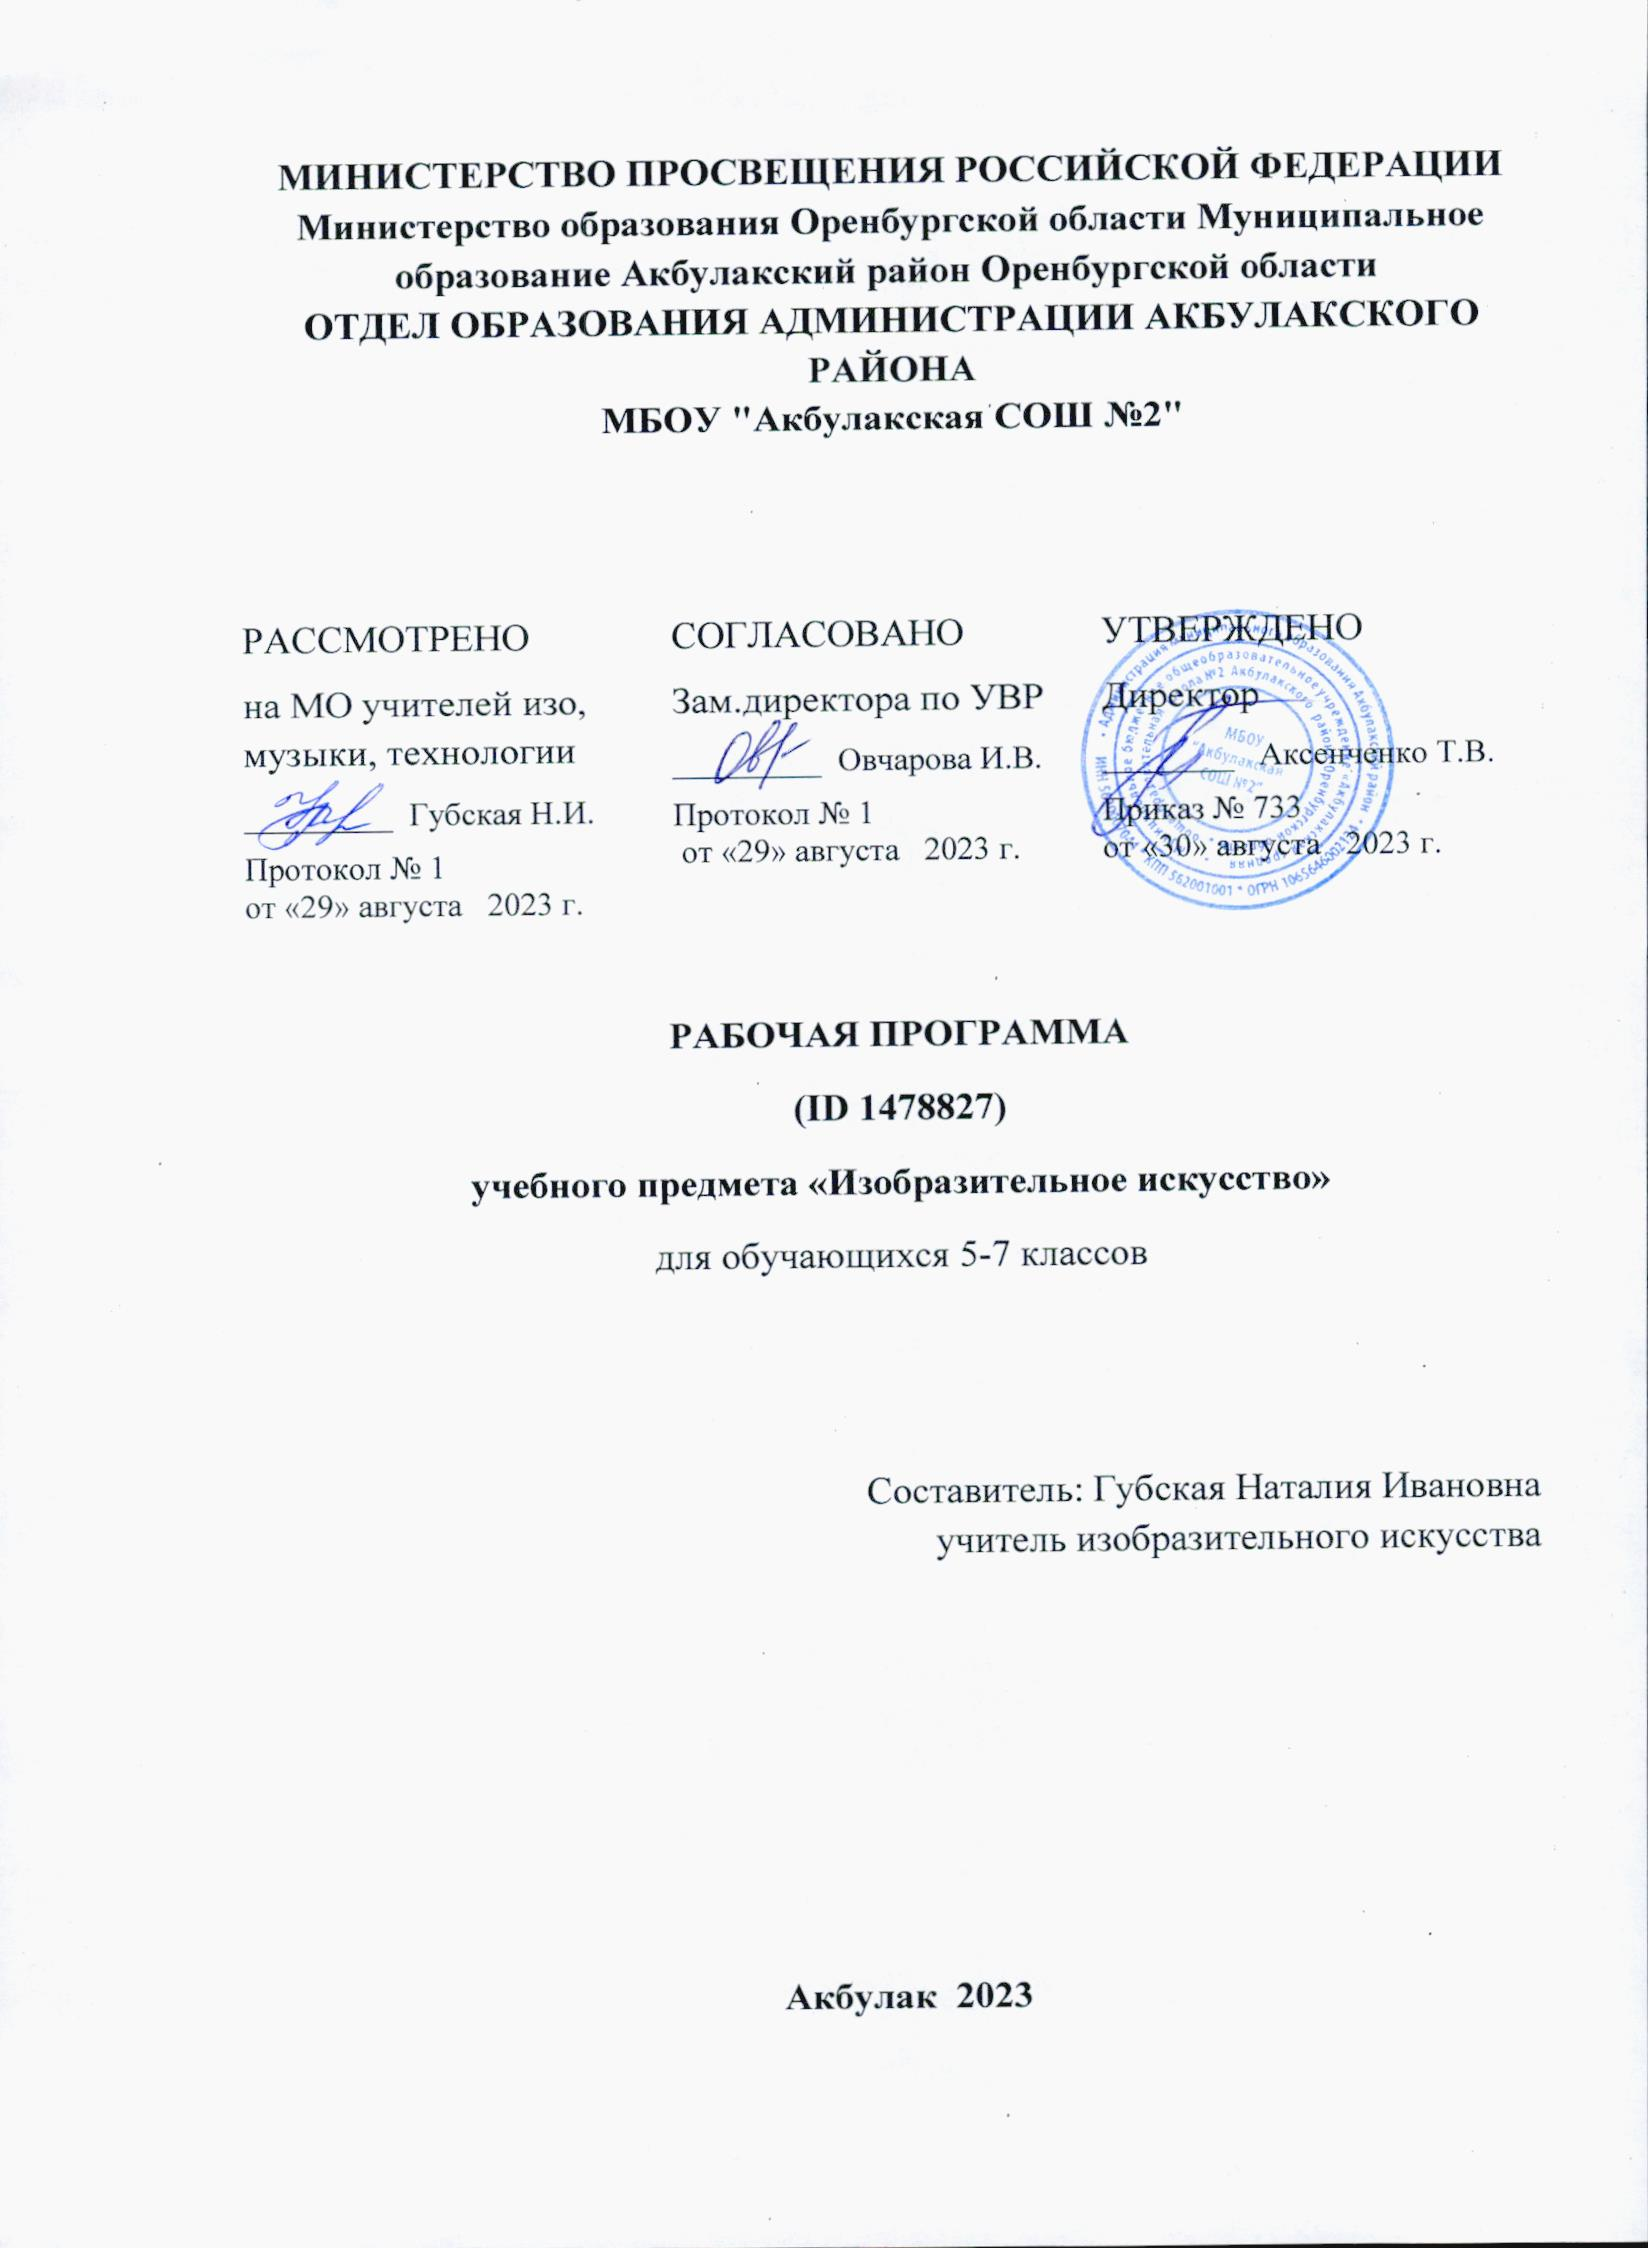 МИНИСТЕРСТВО ПРОСВЕЩЕНИЯ РОССИЙСКОЙ ФЕДЕРАЦИИ
Министерство образования Оренбургской области Муниципальное
образование Акбулакский район Оренбургской области
ОТДЕЛ ОБРАЗОВАНИЯ АДМИНИСТРАЦИИ АКБУЛАКСКОГО
РАЙОНА
МБОУ "Акбулакская СОШ №2"
РАССМОТРЕНО
на МО учителей изо,
музыки, технологии
Губская Н.И.
Протокол № 1
от «29» августа 2023 г.
СОГЛАСОВАНО
Зам.директора по УВР
Овчарова И.В.
Протокол № 1
от «29» августа 2023 г.
УТВЕРЖДЕНО
Директор
Аксенченко Т.В.
Приказ № 733
от «30» августа 2023 г.
МБОУ
"Акбулакская
СОШ №2"
КПП 562001001 * ОГРН
РАБОЧАЯ ПРОГРАММА
(ID 1478827)
учебного предмета «Изобразительное искусство»
для обучающихся 5-7 классов
Составитель: Губская Наталия Ивановна
учитель изобразительного искусства
Акбулак 2023